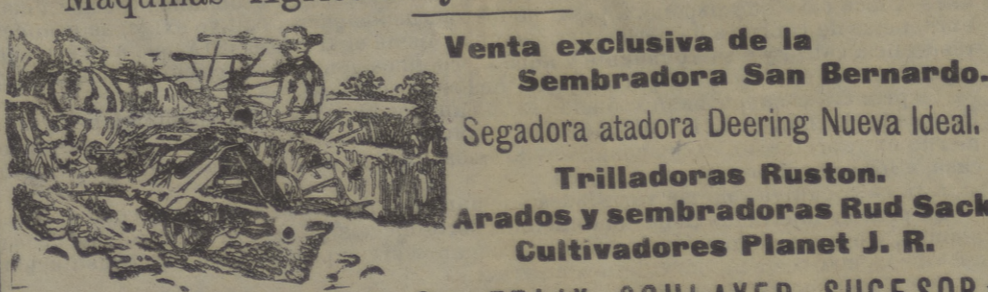 Maquinas
Venta exclusiva de la
Sembradora San Bernardo.
Segadora atadora Deering Nueva Ideal.
Trilladoras Ruston.
Arados y sembradoras Rud Sack
Cultivadores Planet J. R.